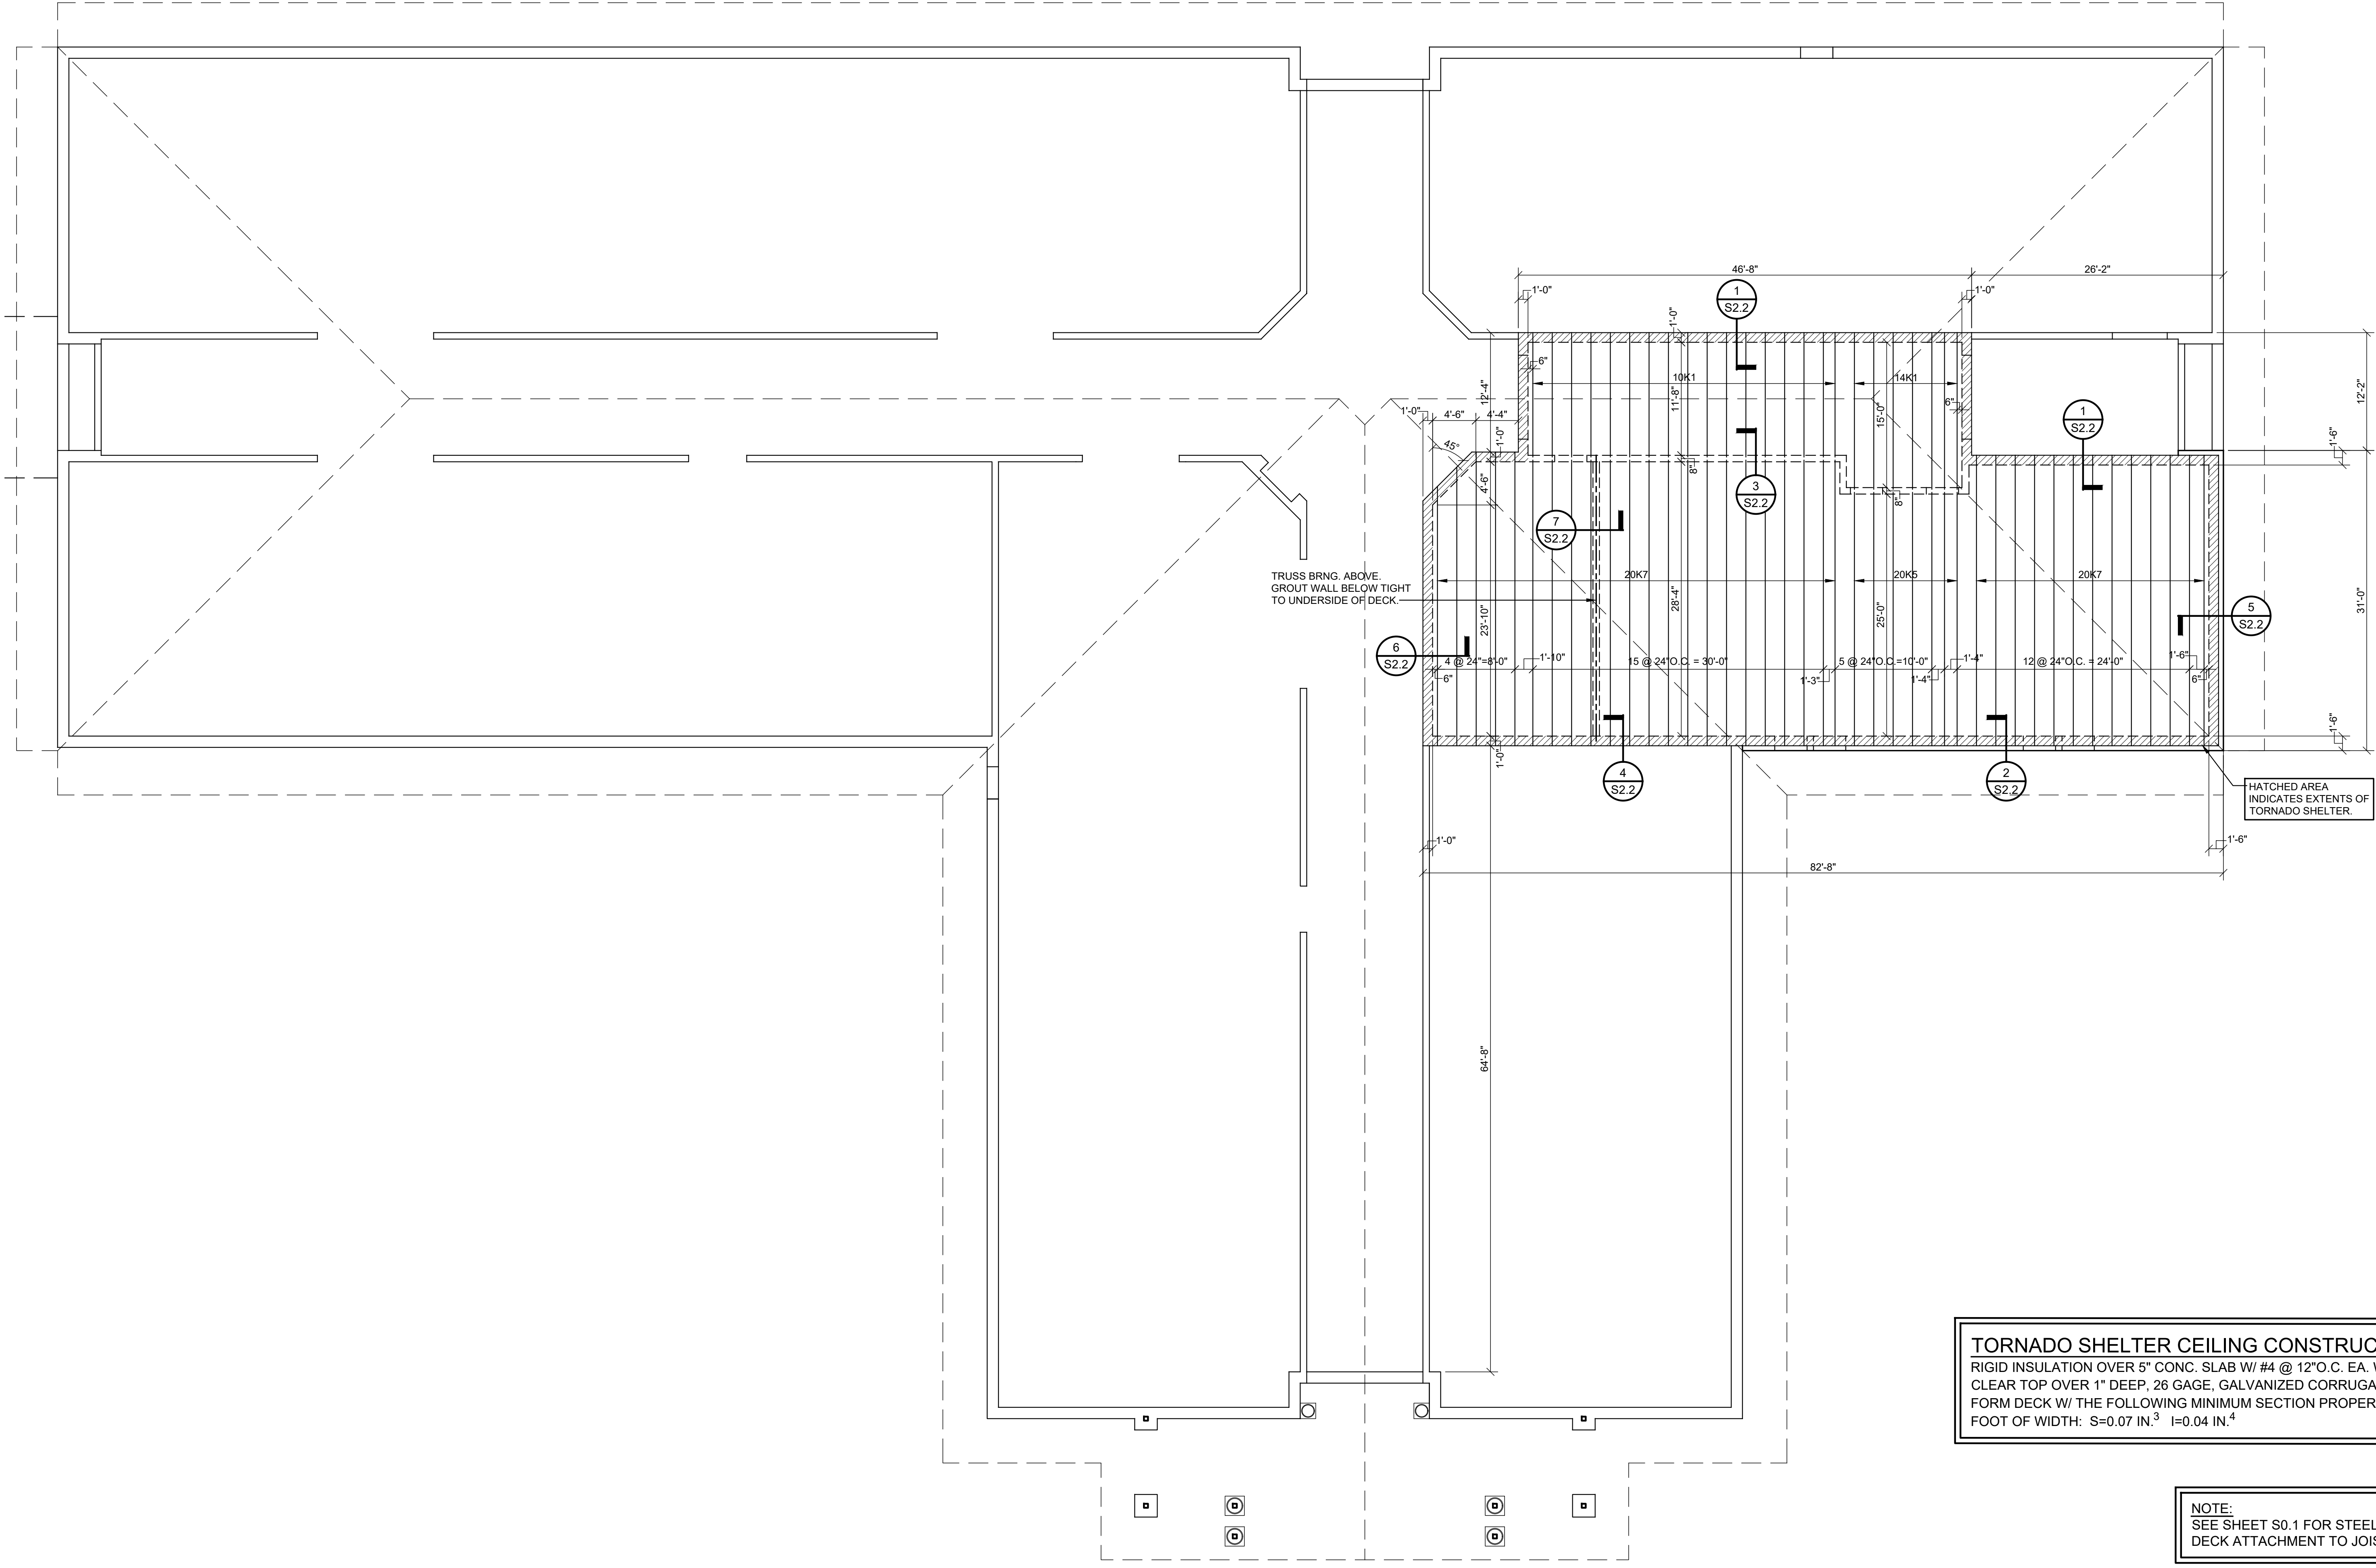 46'-8"
26'-2"
1'-0"
1'-0"
1
S2.2
1'-0"
6"
10K1
14K1
12'-4"
11'-8"
15'-0"
6"
12'-2"
1'-0"
4'-6"
4'-4"
1
S2.2
45°
1'-0"
1'-6"
8"
4'-6"
3
S2.2
8"
7
S2.2
TRUSS BRNG. ABOVE.
GROUT WALL BELOW TIGHT
TO UNDERSIDE OF DECK.
20K7
20K5
20K7
28'-4"
25'-0"
31'-0"
23'-10"
5
S2.2
6
S2.2
4 @ 24"=8'-0"
1'-10"
15 @ 24"O.C. = 30'-0"
5 @ 24"O.C.=10'-0"
1'-4"
12 @ 24"O.C. = 24'-0"
1'-6"
6"
1'-3"
1'-4"
6"
1'-6"
1'-0"
4
S2.2
2
S2.2
HATCHED AREA
INDICATES EXTENTS OF
TORNADO SHELTER.
1'-0"
1'-6"
82'-8"
64'-8"
TORNADO SHELTER CEILING CONSTRUC
RIGID INSULATION OVER 5" CONC. SLAB W/ #4 @ 12"O.C. EA.
CLEAR TOP OVER 1" DEEP, 26 GAGE, GALVANIZED CORRUGA
FORM DECK W/ THE FOLLOWING MINIMUM SECTION PROPER
FOOT OF WIDTH: S=0.07 IN.3 I=0.04 IN.4
NOTE:
SEE SHEET S0.1 FOR STEEL
DECK ATTACHMENT TO JOIS